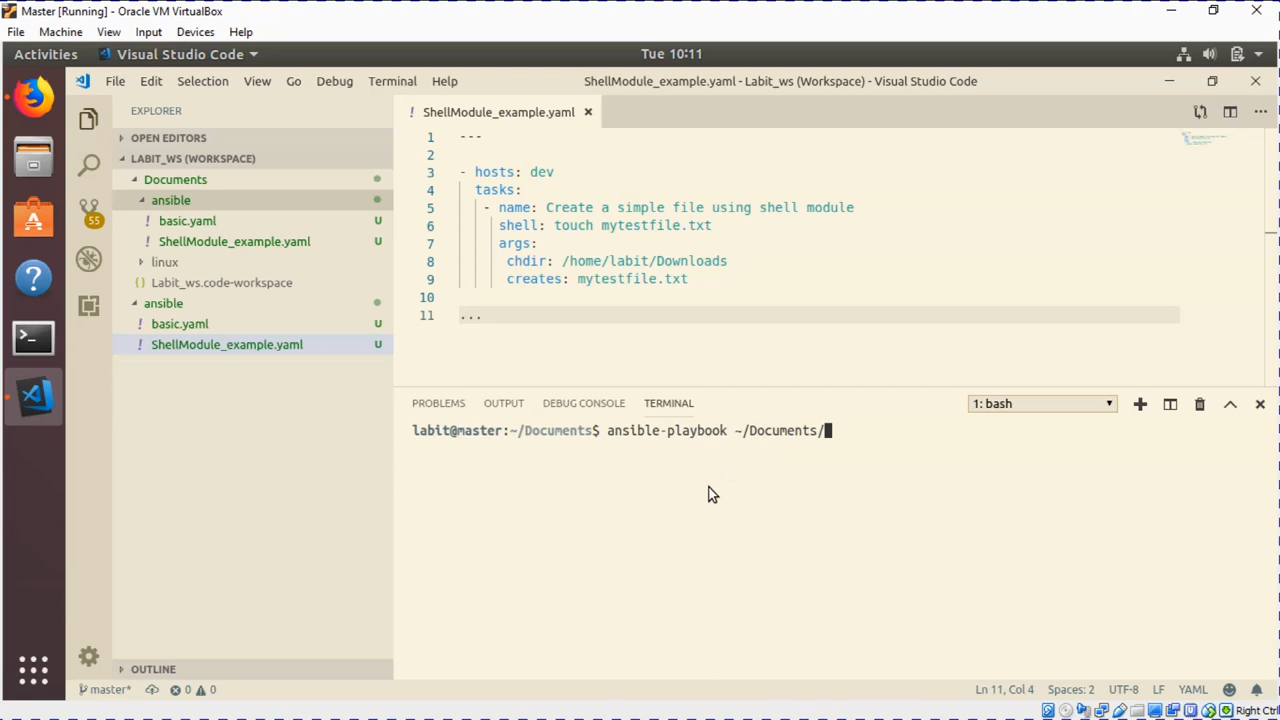 Master [Running] - Oracle VM VirtualBox
File Machine View Input Devices Help
Activities Visual Studio Code Tue 10:11
File Edit Selection View Go Debug Terminal Help ShellModule_example.yaml - Labit_ws (Workspace) - Visual Studio Code
EXPLORER
OPEN EDITORS
LABIT_WS (WORKSPACE)
Documents
ansible
! basic.yaml U
! ShellModule_example.yaml U
linux
{} Labit_ws.code-workspace
ansible
! basic.yaml U
! ShellModule_example.yaml U
OUTLINE
55
! ShellModule_example.yaml
1 ---
2
3 - hosts: dev
4 tasks:
5 - name: Create a simple file using shell module
6 shell: touch mytestfile.txt
7 args:
8 chdir: /home/labit/Downloads
9 creates: mytestfile.txt
10
11 ...
PROBLEMS OUTPUT DEBUG CONSOLE TERMINAL 1: bash
labit@master:~/Documents$ ansible-playbook ~/Documents/
master* 0 0 Ln 11, Col 4 Spaces: 2 UTF-8 LF YAML
Right Ctrl